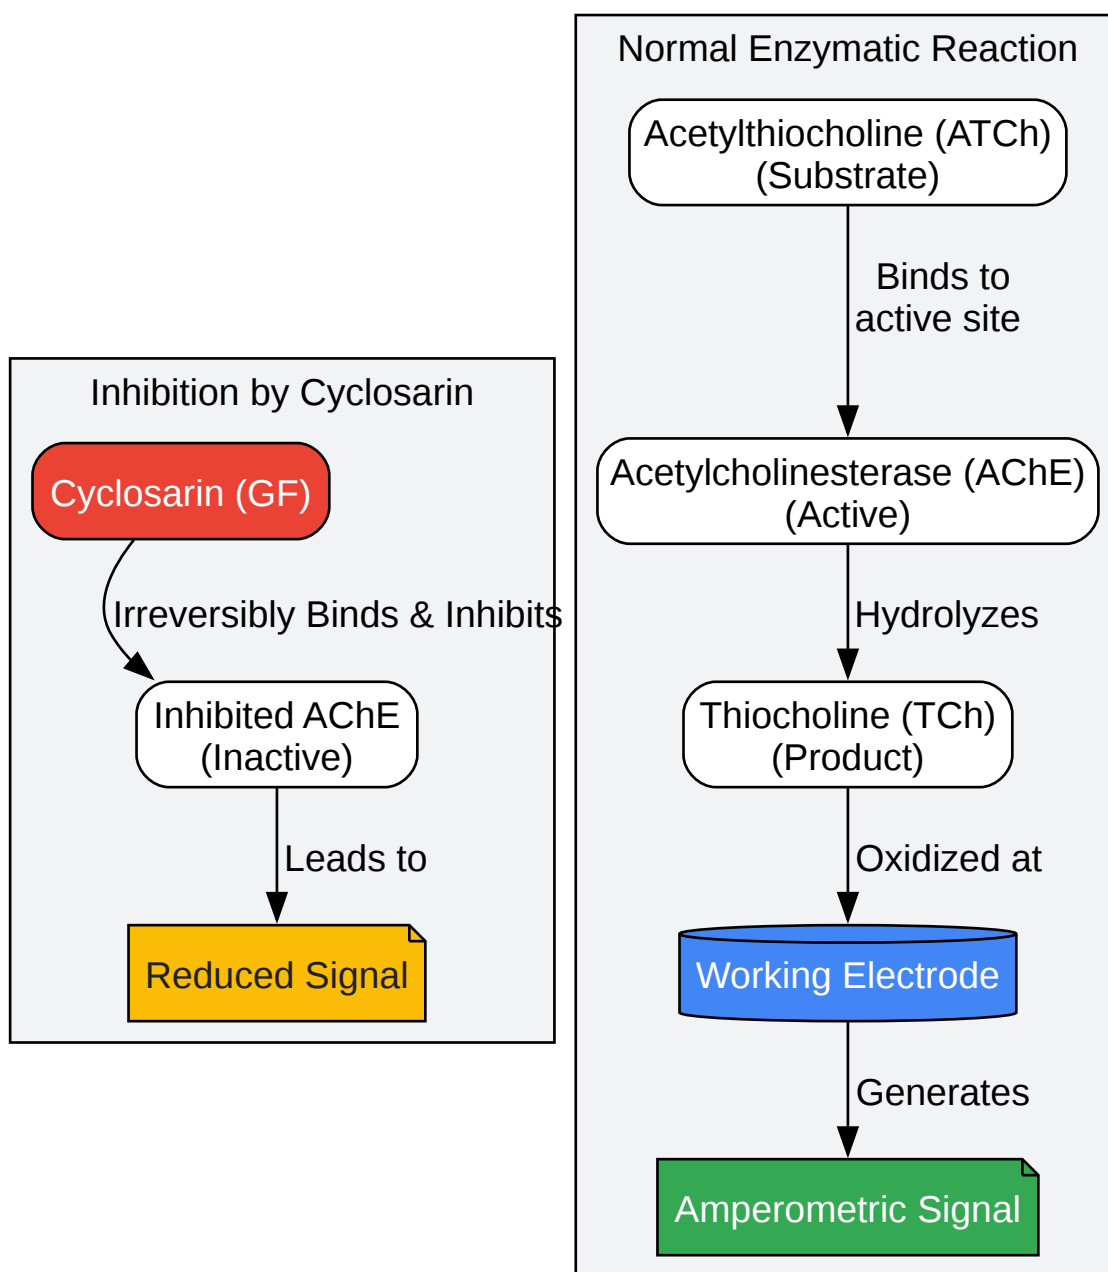 Normal Enzymatic Reaction
Acetylthiocholine (ATCh)
(Substrate)
Binds to
active site
Acetylcholinesterase (AChE)
(Active)
Hydrolyzes
Thiocholine (TCh)
(Product)
Oxidized at
Working Electrode
Generates
Amperometric Signal
Inhibition by Cyclosarin
Cyclosarin (GF)
Irreversibly Binds & Inhibits
Inhibited AChE
(Inactive)
Leads to
Reduced Signal